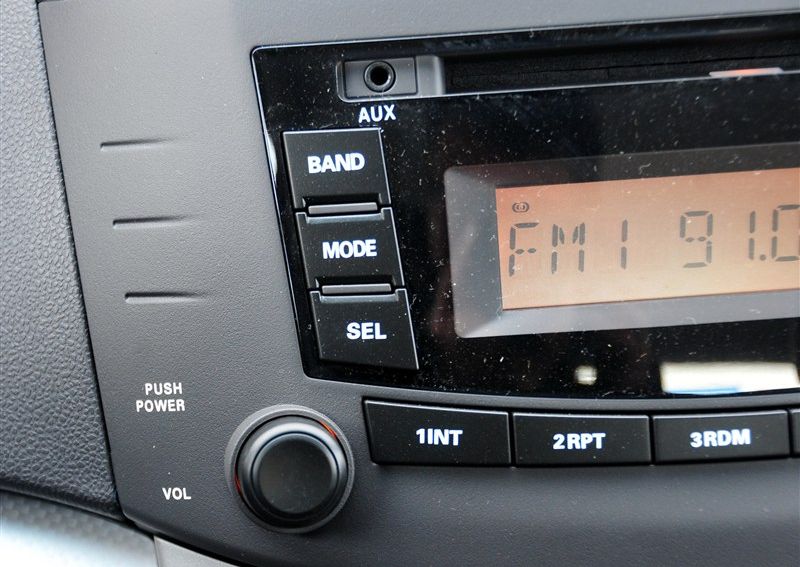 AUX
BAND
MODE
SEL
FM1 91.0
PUSH
POWER
VOL
1INT
2RPT
3RDM